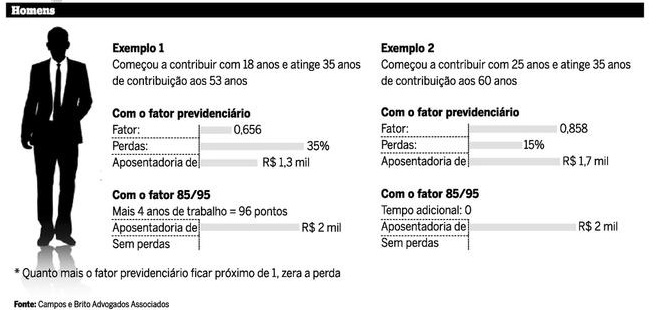 Homens
Exemplo 1
Começou a contribuir com 18 anos e atinge 35 anos
de contribuição aos 53 anos
Com o fator previdenciário
Fator: 0,656
Perdas: 35%
Aposentadoria de R$ 1,3 mil
Com o fator 85/95
Mais 4 anos de trabalho = 96 pontos
Aposentadoria de R$ 2 mil
Sem perdas
Exemplo 2
Começou a contribuir com 25 anos e atinge 35 anos
de contribuição aos 60 anos
Com o fator previdenciário
Fator: 0,858
Perdas: 15%
Aposentadoria de R$ 1,7 mil
Com o fator 85/95
Tempo adicional: 0
Aposentadoria de R$ 2 mil
Sem perdas
* Quanto mais o fator previdenciário ficar próximo de 1, zera a perda
Fonte: Campos e Brito Advogados Associados